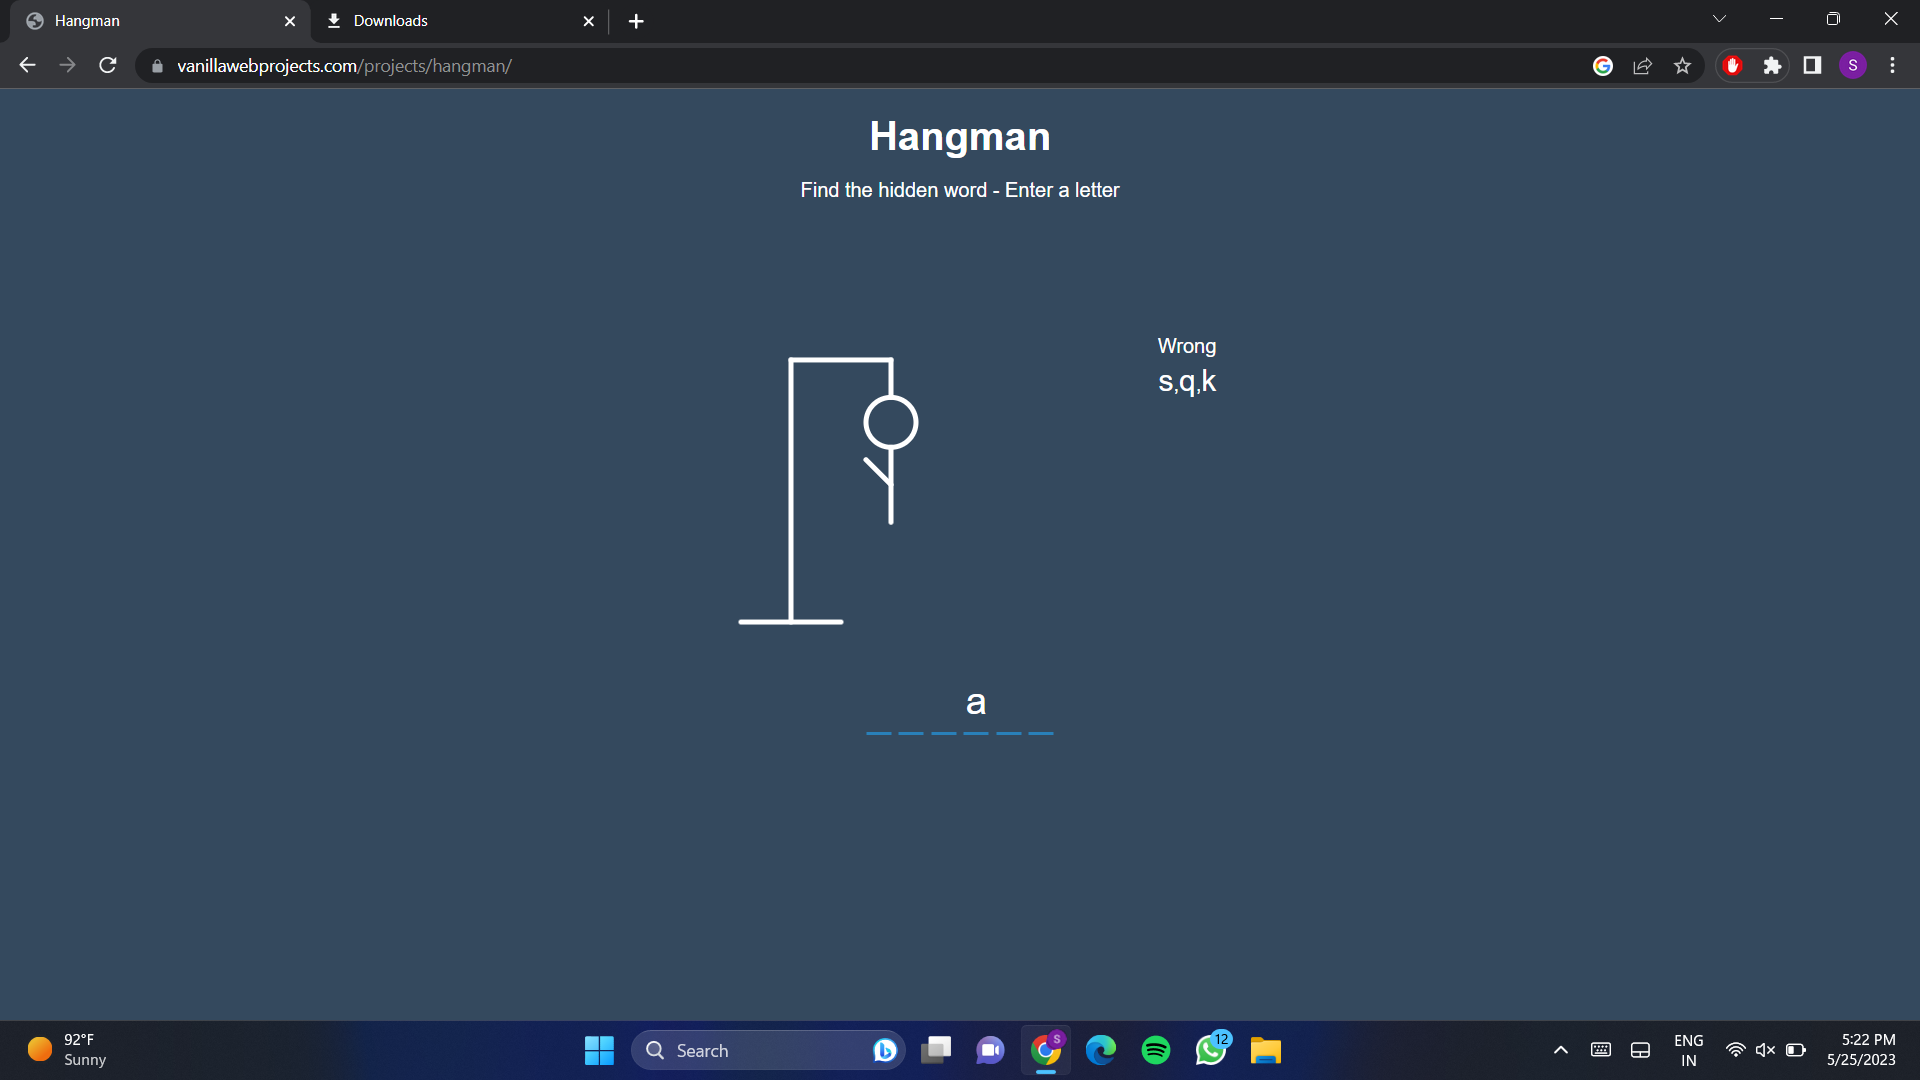 Hangman
Downloads
vanillawebprojects.com/projects/hangman/
S
Hangman
Find the hidden word - Enter a letter
Wrong
s,q,k
a
92°F
Sunny
Search
S
12
ENG
IN
5:22 PM
5/25/2023